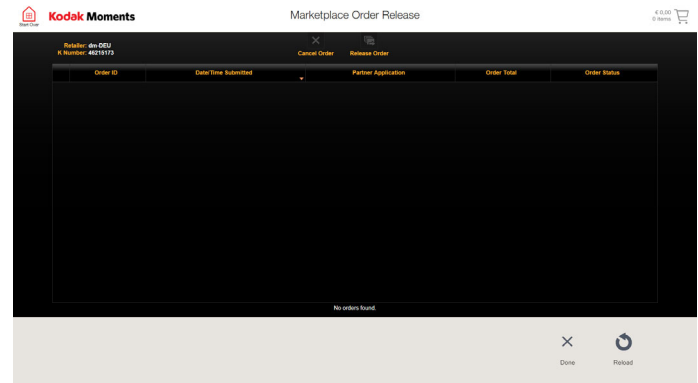 Kodak Moments
Marketplace Order Release
€ 0,00
0 items
Start Over
Retailer: dm-DEU
K Number: 46215173
Cancel Order
Release Order
Order ID
Date/Time Submitted
Partner Application
Order Total
Order Status
No orders found.
Done
Reload